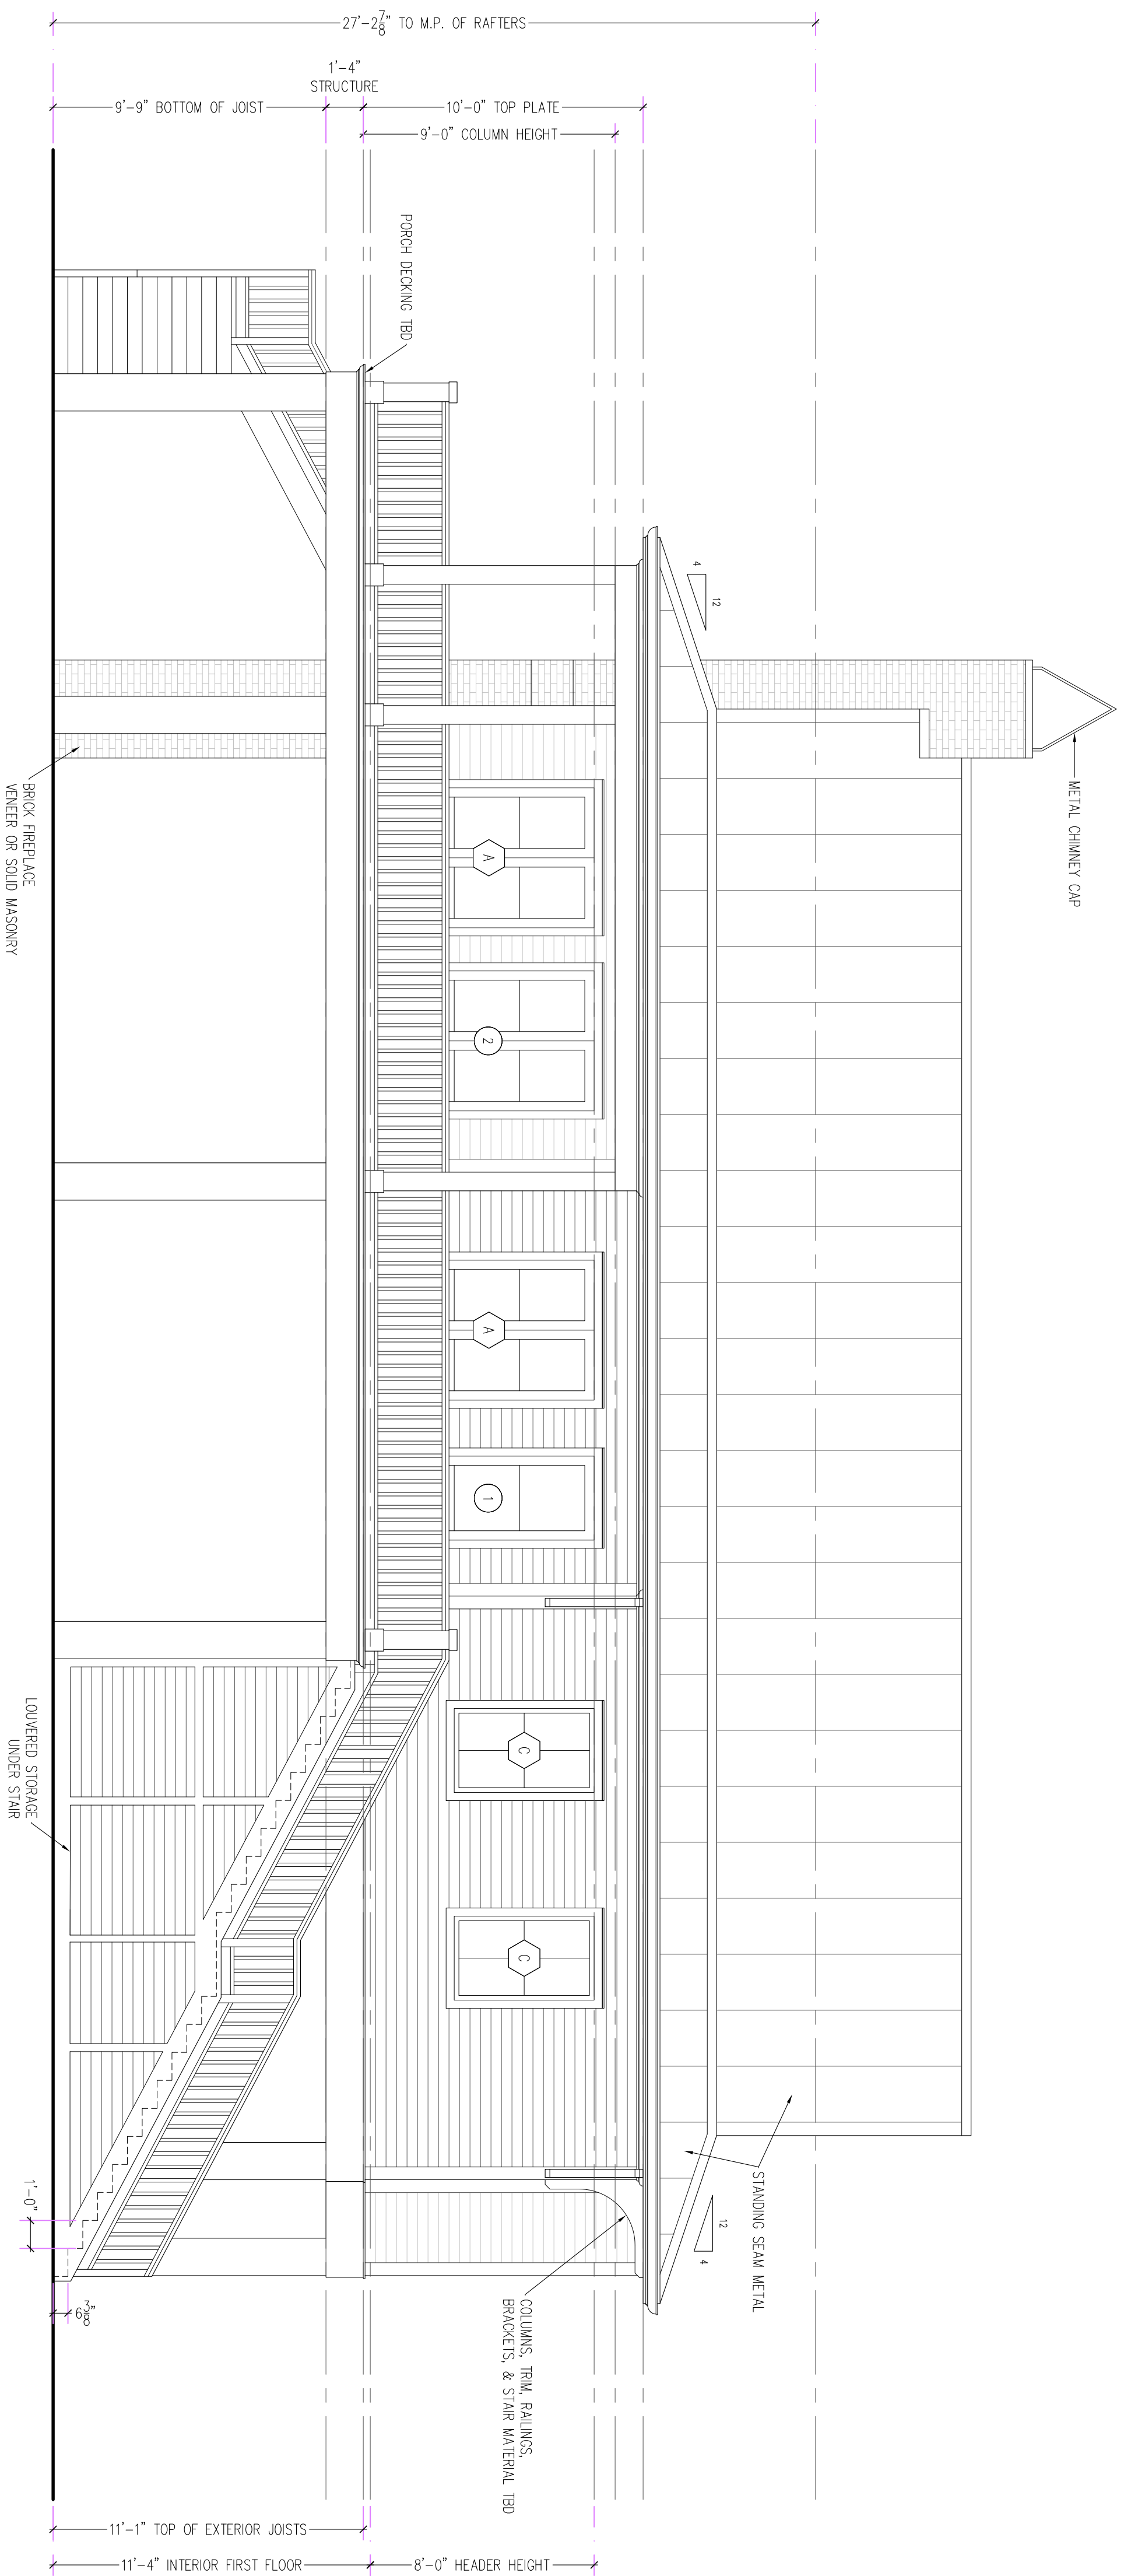 27'-2 7/8" TO M.P. OF RAFTERS
1'-4"
STRUCTURE
9'-9" BOTTOM OF JOIST
10'-0" TOP PLATE
9'-0" COLUMN HEIGHT
PORCH DECKING TBD
4
12
METAL CHIMNEY CAP
BRICK FIREPLACE
VENEER OR SOLID MASONRY
A
2
A
1
C
C
LOUVERED STORAGE
UNDER STAIR
STANDING SEAM METAL
12
4
1'-0"
6 3/8"
COLUMNS, TRIM, RAILINGS,
BRACKETS, & STAIR MATERIAL TBD
11'-1" TOP OF EXTERIOR JOISTS
11'-4" INTERIOR FIRST FLOOR
8'-0" HEADER HEIGHT